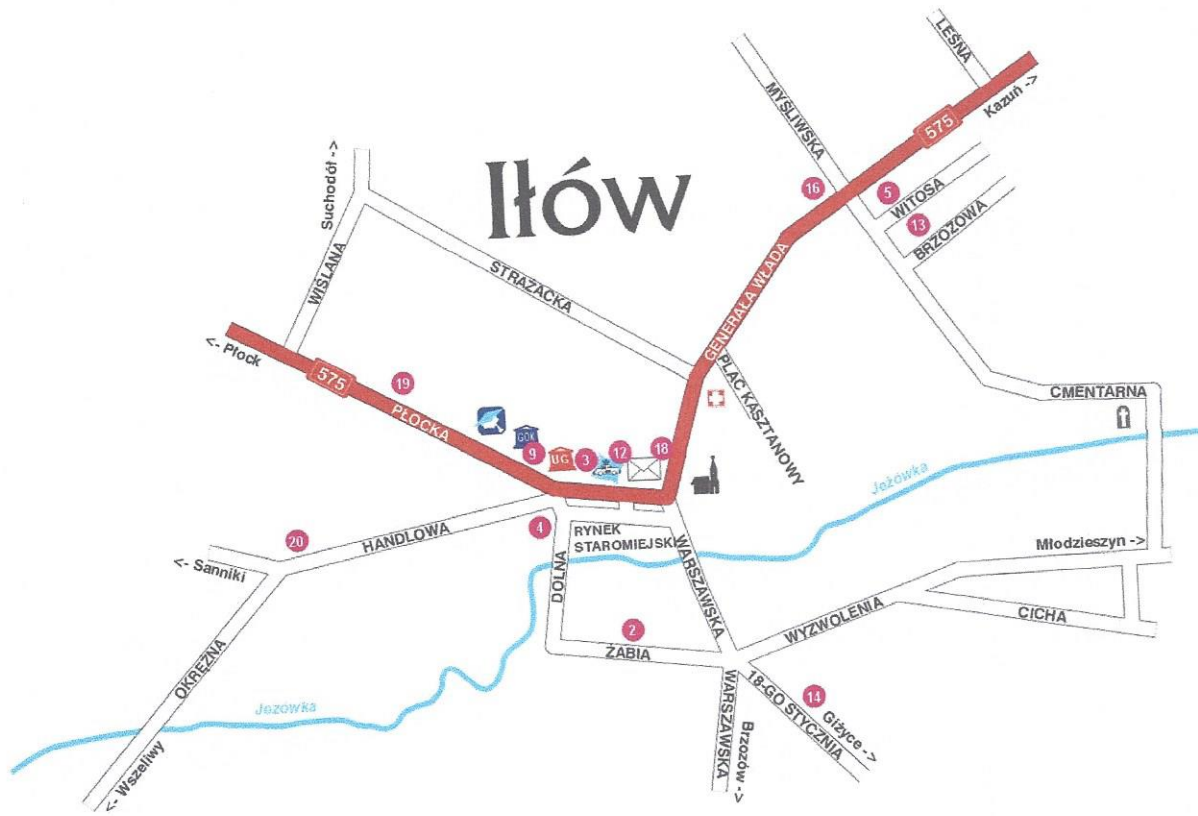 LEŚNA
Kazuń ->
575
MYŚLIWSKA
16
5
WITOSA
13
BRZOZOWA
Iłów
Suchodół ->
WIŚLANA
STRAŻACKA
GENERAŁA WŁADA
PLAC KASZTANOWY
<- Płock
575
19
PŁOCKA
GOK
9
UG
3
12
18
CMENTARNA
Jeżówka
20
HANDLOWA
4
RYNEK
STAROMIEJSKI
<- Sanniki
DOLNA
WARSZAWSKA
Młodzieszyn ->
WYZWOLENIA
CICHA
2
ŻABIA
OKRĘŻNA
Jeżówka
<- Wszeliwy
WARSZAWSKA
Brzozów ->
14
18-GO STYCZNIA
Giżyce ->